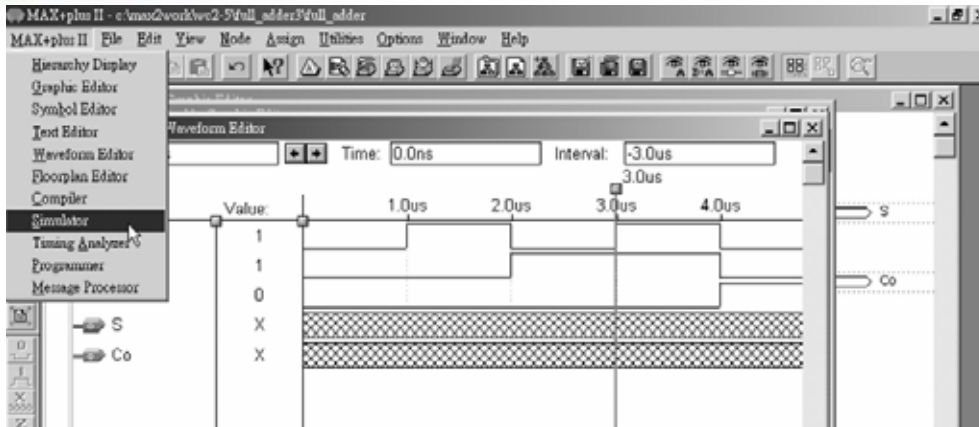 MAX+plus II - c:\max2work\wc2-5\full_adder3\full_adder
MAX+plus II File Edit View Node Assign Utilities Options Window Help
Hierarchy Display
Graphic Editor
Symbol Editor
Text Editor
Waveform Editor
Floorplan Editor
Compiler
Simulator
Timing Analyzer
Programmer
Message Processor
Graphic Editor
Waveform Editor
Time: 0.0ns Interval: -3.0us
3.0us
Value: 1.0us 2.0us 3.0us 4.0us
1
1
0
S X
Co X
S
Co